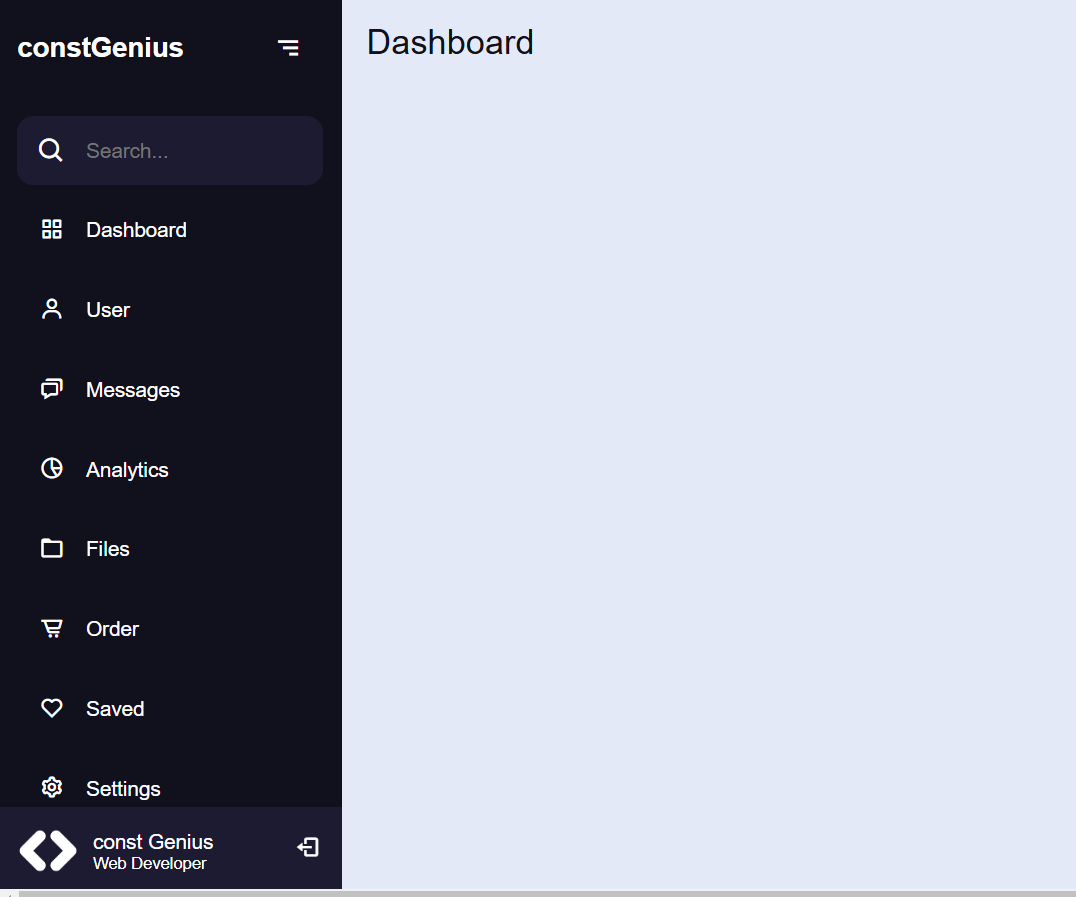 constGenius
Dashboard
Search...
Dashboard
User
Messages
Analytics
Files
Order
Saved
Settings
const Genius
Web Developer